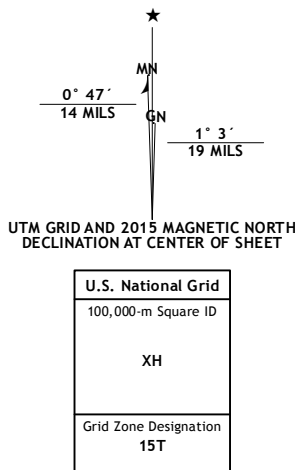 ★
MN
0° 47´
14 MILS
GN
1° 3´
19 MILS
UTM GRID AND 2015 MAGNETIC NORTH
DECLINATION AT CENTER OF SHEET
U.S. National Grid
100,000-m Square ID
XH
Grid Zone Designation
15T